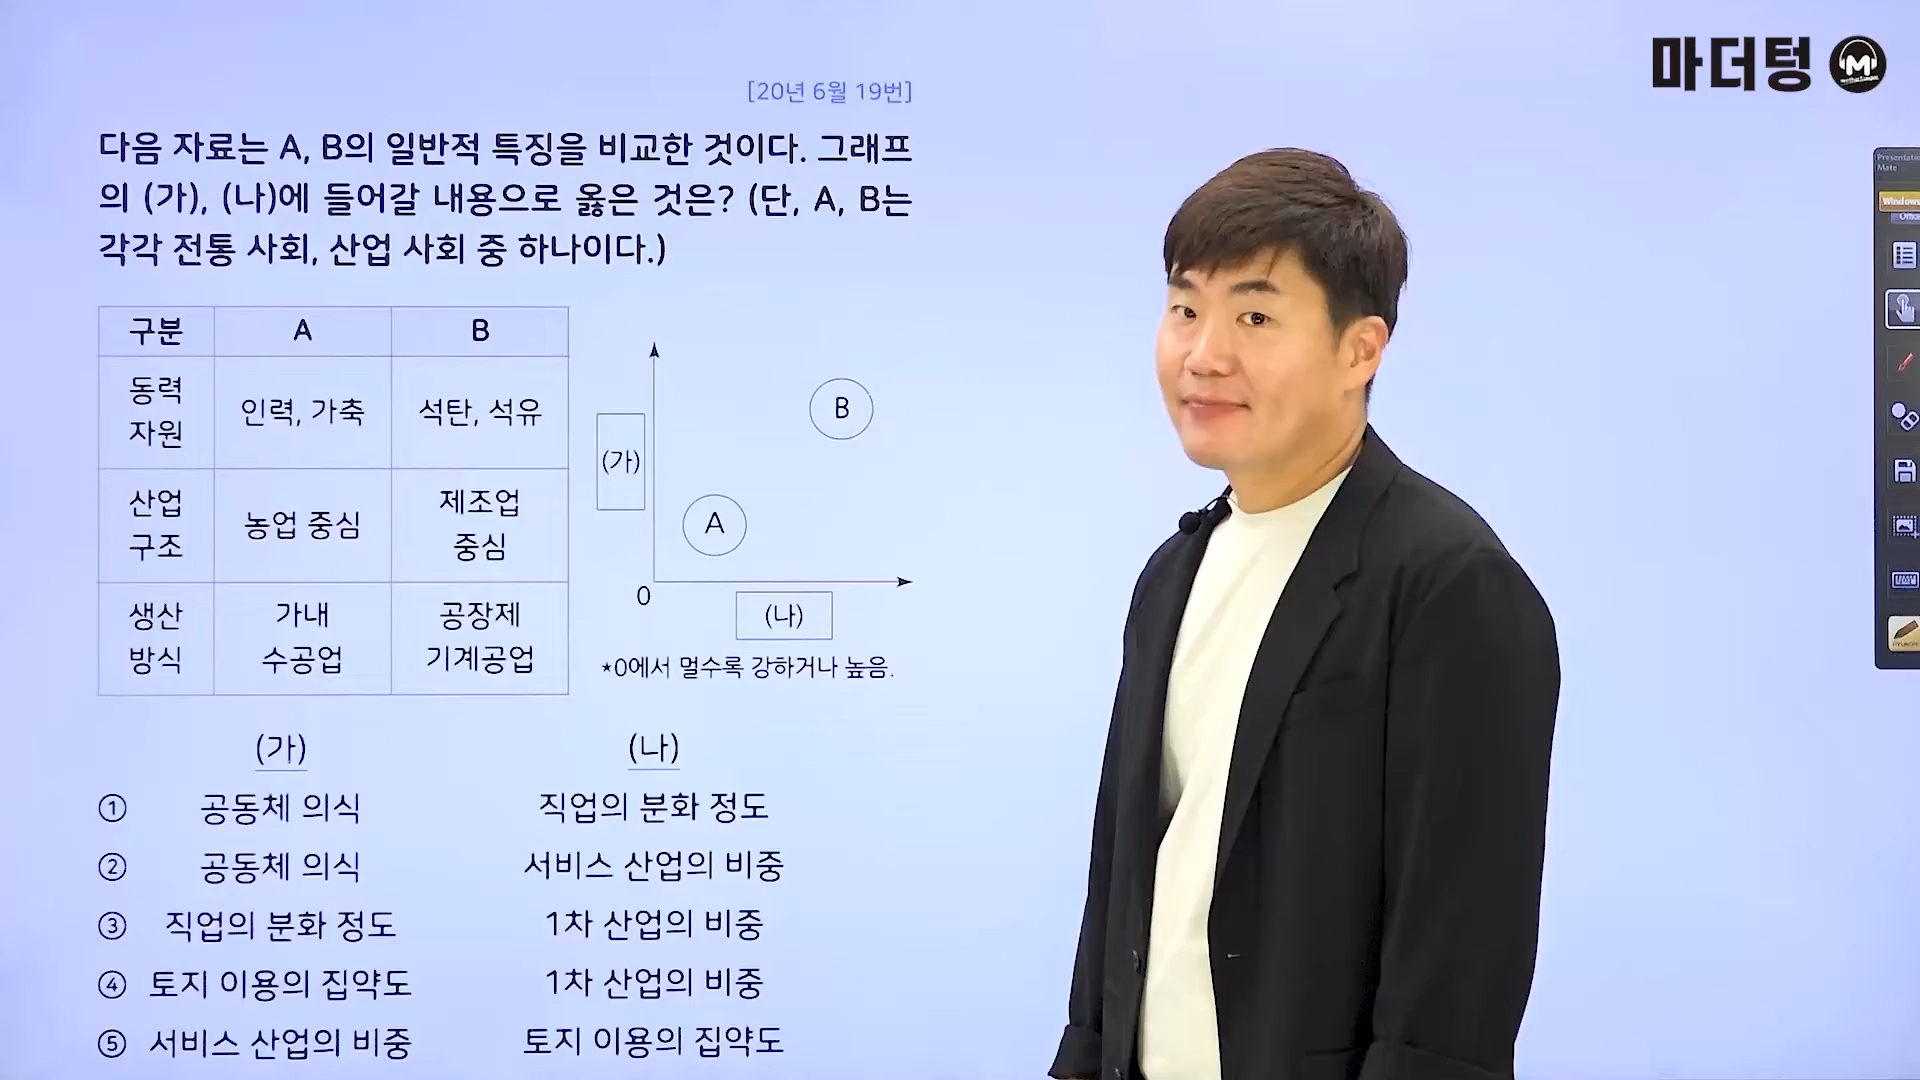 마더텅
[20년 6월 19번]
다음 자료는 A, B의 일반적 특징을 비교한 것이다. 그래프
의 (가), (나)에 들어갈 내용으로 옳은 것은? (단, A, B는
각각 전통 사회, 산업 사회 중 하나이다.)
구분 A B
동력
자원
인력, 가축
석탄, 석유
산업
구조
농업 중심
제조업
중심
생산
방식
가내
수공업
공장제
기계공업
(가)
B
A
0
(나)
*0에서 멀수록 강하거나 높음.
(가) (나)
① 공동체 의식 직업의 분화 정도
② 공동체 의식 서비스 산업의 비중
③ 직업의 분화 정도 1차 산업의 비중
④ 토지 이용의 집약도 1차 산업의 비중
⑤ 서비스 산업의 비중 토지 이용의 집약도
Windows